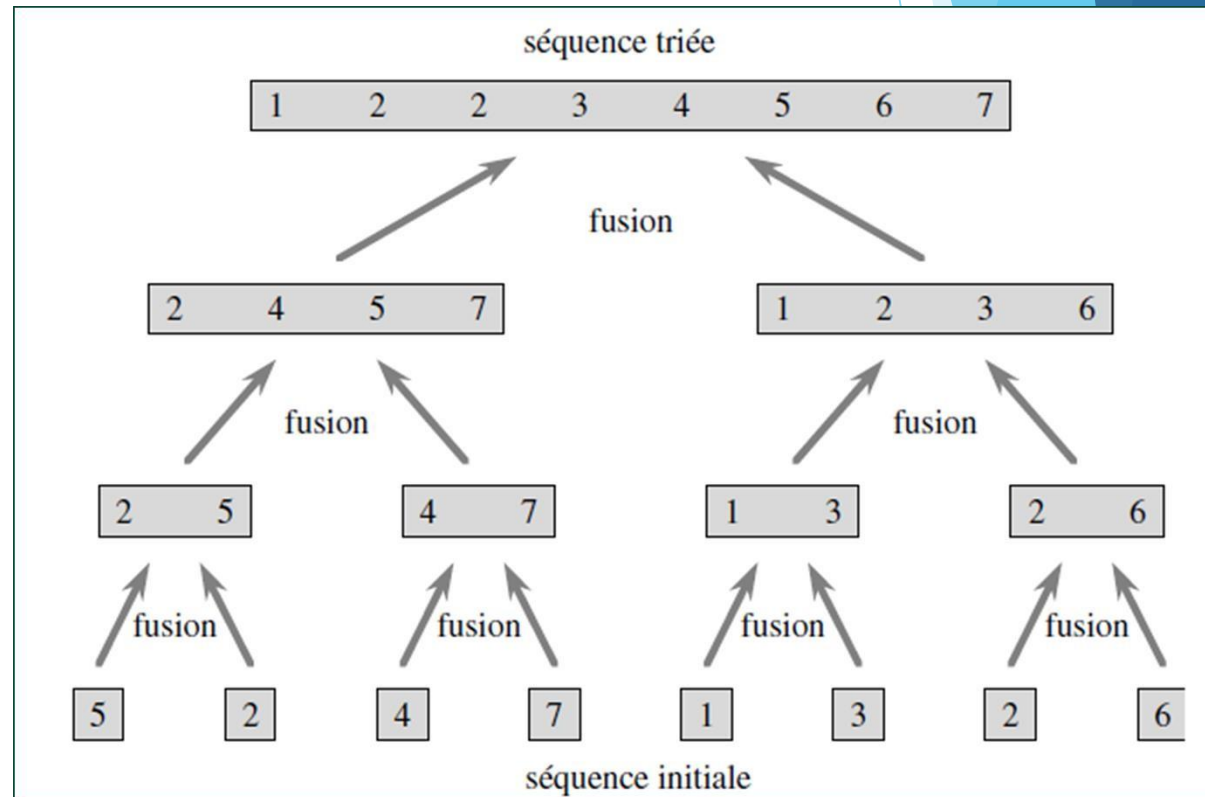 séquence triée
1 2 2 3 4 5 6 7
fusion
2 4 5 7 1 2 3 6
fusion fusion
2 5 4 7 1 3 2 6
fusion fusion fusion fusion
5 2 4 7 1 3 2 6
séquence initiale